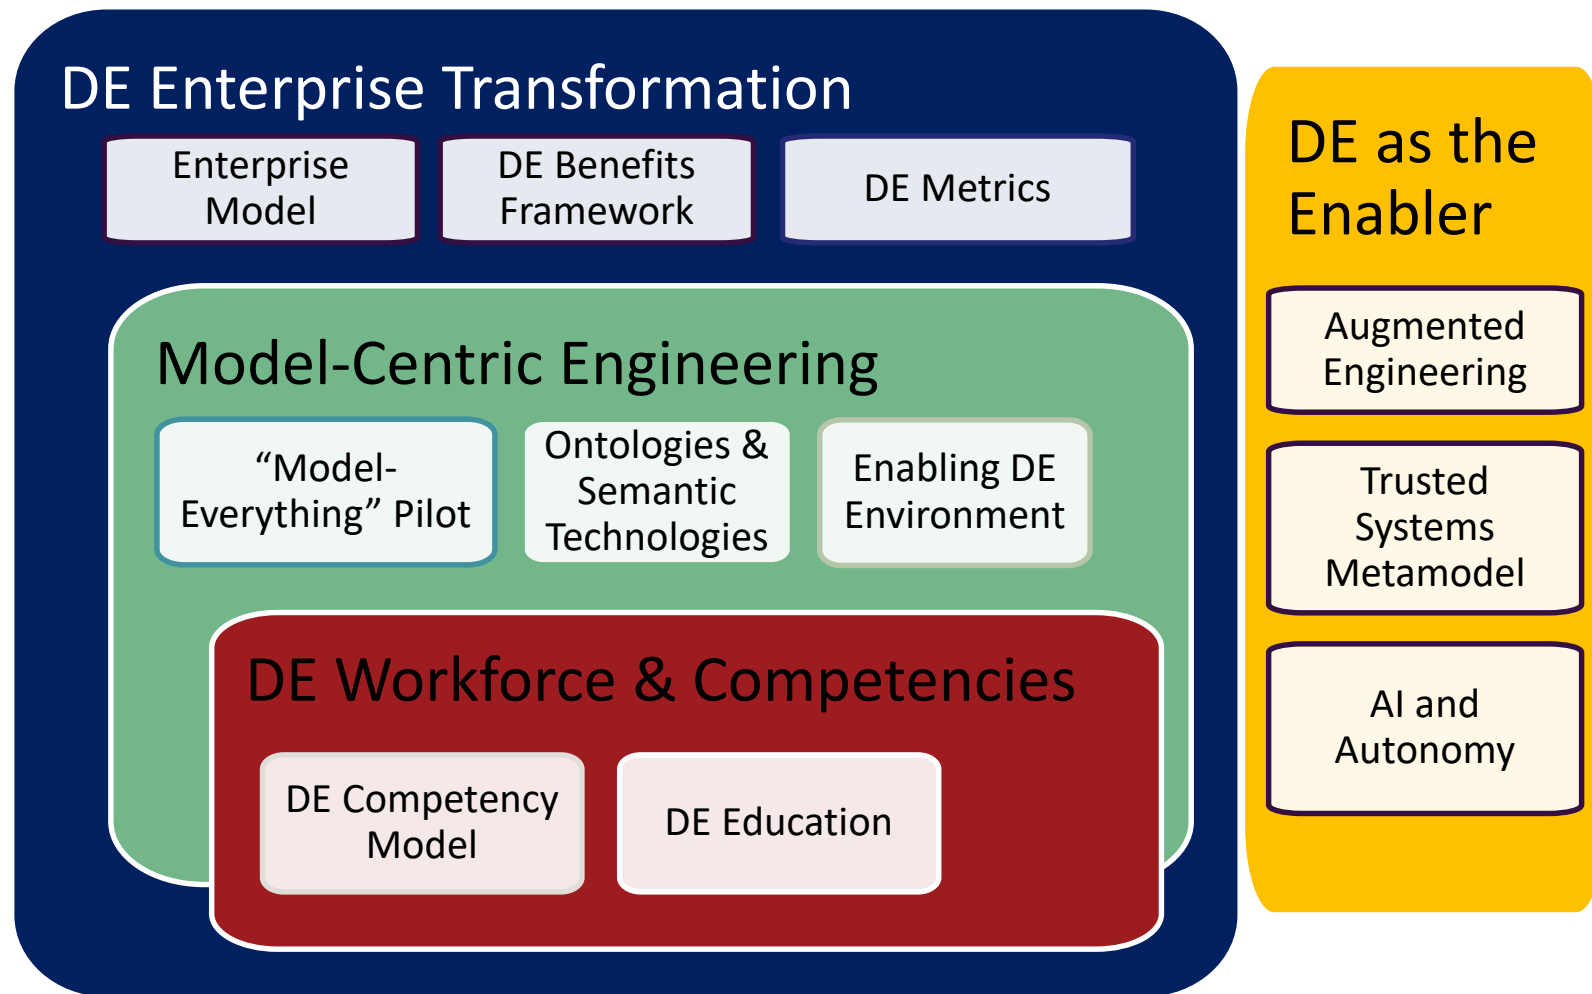 DE Enterprise Transformation
Enterprise
Model
DE Benefits
Framework
DE Metrics
Model-Centric Engineering
“Model-
Everything” Pilot
Ontologies &
Semantic
Technologies
Enabling DE
Environment
DE Workforce & Competencies
DE Competency
Model
DE Education
DE as the
Enabler
Augmented
Engineering
Trusted
Systems
Metamodel
AI and
Autonomy